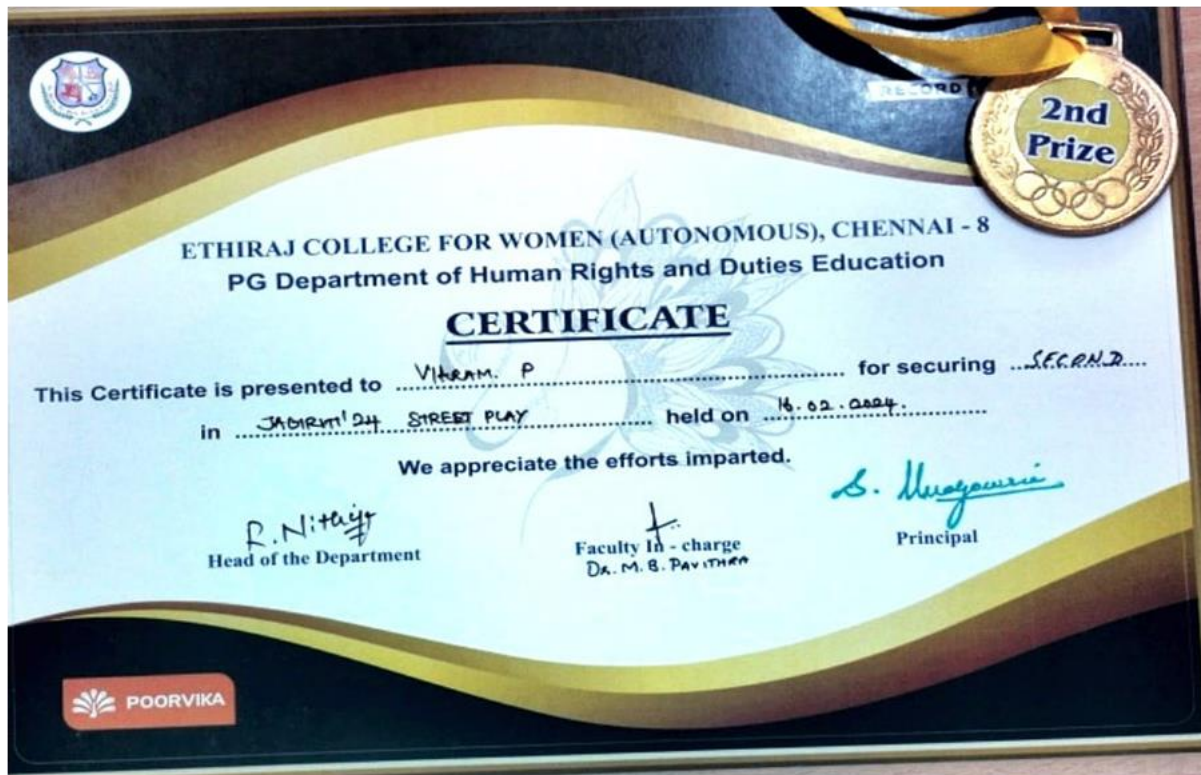 RECORD
2nd
Prize
ETHIRAJ COLLEGE FOR WOMEN (AUTONOMOUS), CHENNAI - 8
PG Department of Human Rights and Duties Education
CERTIFICATE
This Certificate is presented to VIKRAM. P for securing SECOND
in JAGIRVTI'24 STREET PLAY held on 16.02.2024.
We appreciate the efforts imparted.
R. Nithya
S.
Head of the Department
Faculty In - charge
Principal
DR. M. B. PAVITHRA
POORVIKA